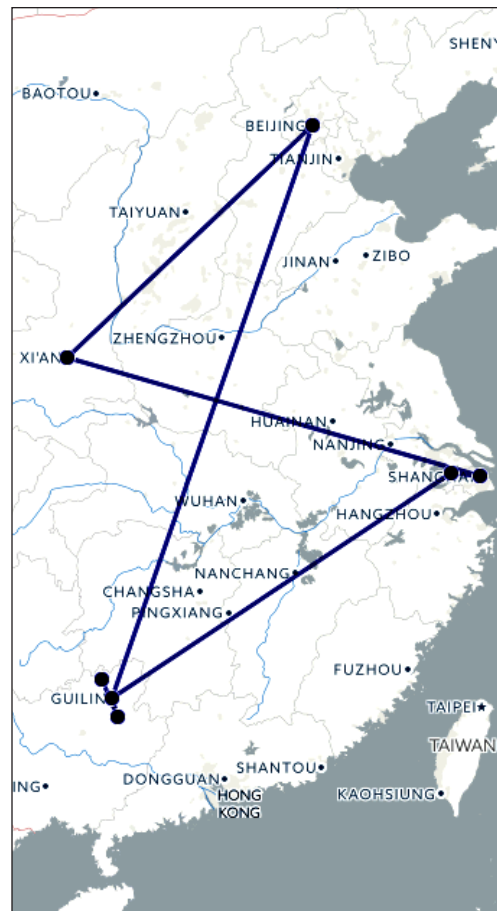 SHENY
BAOTOU
BEIJING
TIANJIN
TAIYUAN
JINAN
ZIBO
ZHENGZHOU
XI'AN
HUAINAN
NANJING
SHANGHAI
WUHAN
HANGZHOU
NANCHANG
CHANGSHA
PINGXIANG
FUZHOU
GUILIN
TAIPEI
TAIWAN
SHANTOU
DONGGUAN
ING
HONG
KONG
KAOHSIUNG